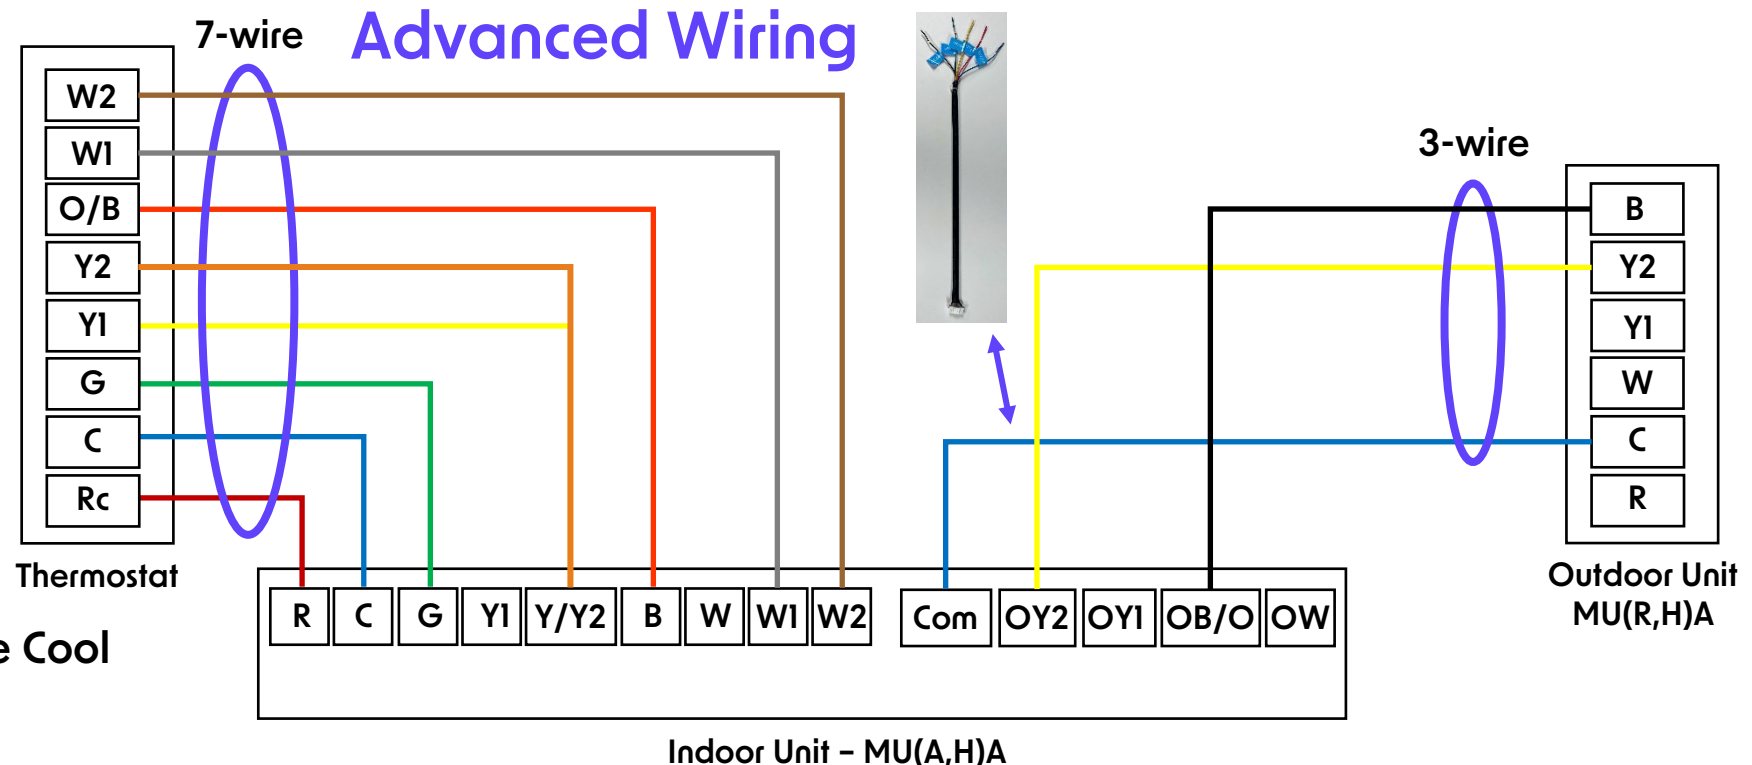 Advanced Wiring
7-wire
W2
W1
O/B
Y2
Y1
G
C
Rc
Thermostat
e Cool
R C G Y1 Y/Y2 B W W1 W2 Com OY2 OY1 OB/O OW
Indoor Unit – MU(A,H)A
3-wire
B
Y2
Y1
W
C
R
Outdoor Unit
MU(R,H)A